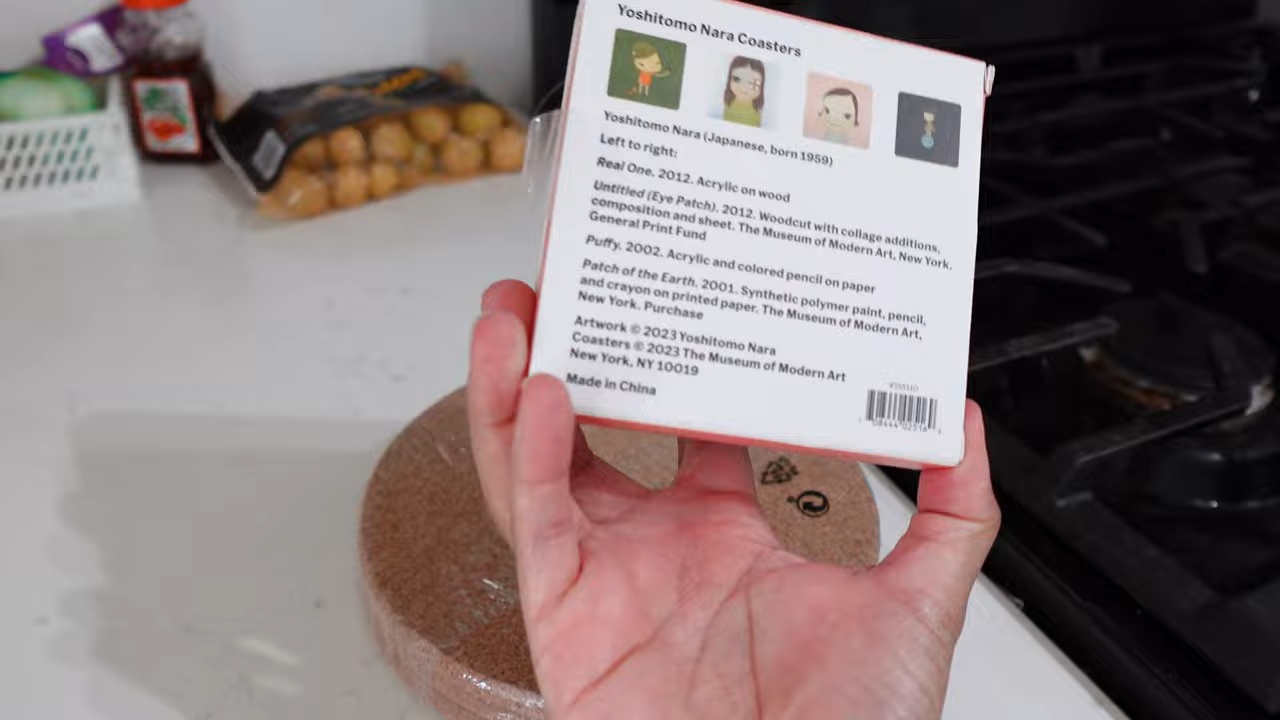 Yoshitomo Nara Coasters
Yoshitomo Nara (Japanese, born 1959)
Left to right:
Real One. 2012. Acrylic on wood
Untitled (Eye Patch). 2012. Woodcut with collage additions,
composition and sheet. The Museum of Modern Art, New York.
General Print Fund
Puffy. 2002. Acrylic and colored pencil on paper
Patch of the Earth. 2001. Synthetic polymer paint, pencil,
and crayon on printed paper. The Museum of Modern Art,
New York. Purchase
Artwork © 2023 Yoshitomo Nara
Coasters © 2023 The Museum of Modern Art
New York, NY 10019
Made in China